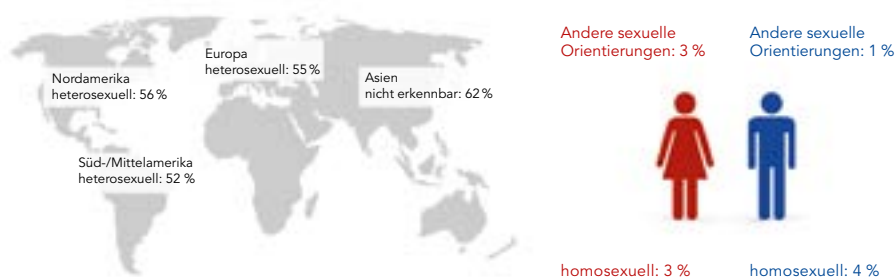 Europa
heterosexuell: 55 %
Nordamerika
heterosexuell: 56 %
Asien
nicht erkennbar: 62 %
Süd-/Mittelamerika
heterosexuell: 52 %
Andere sexuelle
Orientierungen: 3 %
Andere sexuelle
Orientierungen: 1 %
homosexuell: 3 %
homosexuell: 4 %